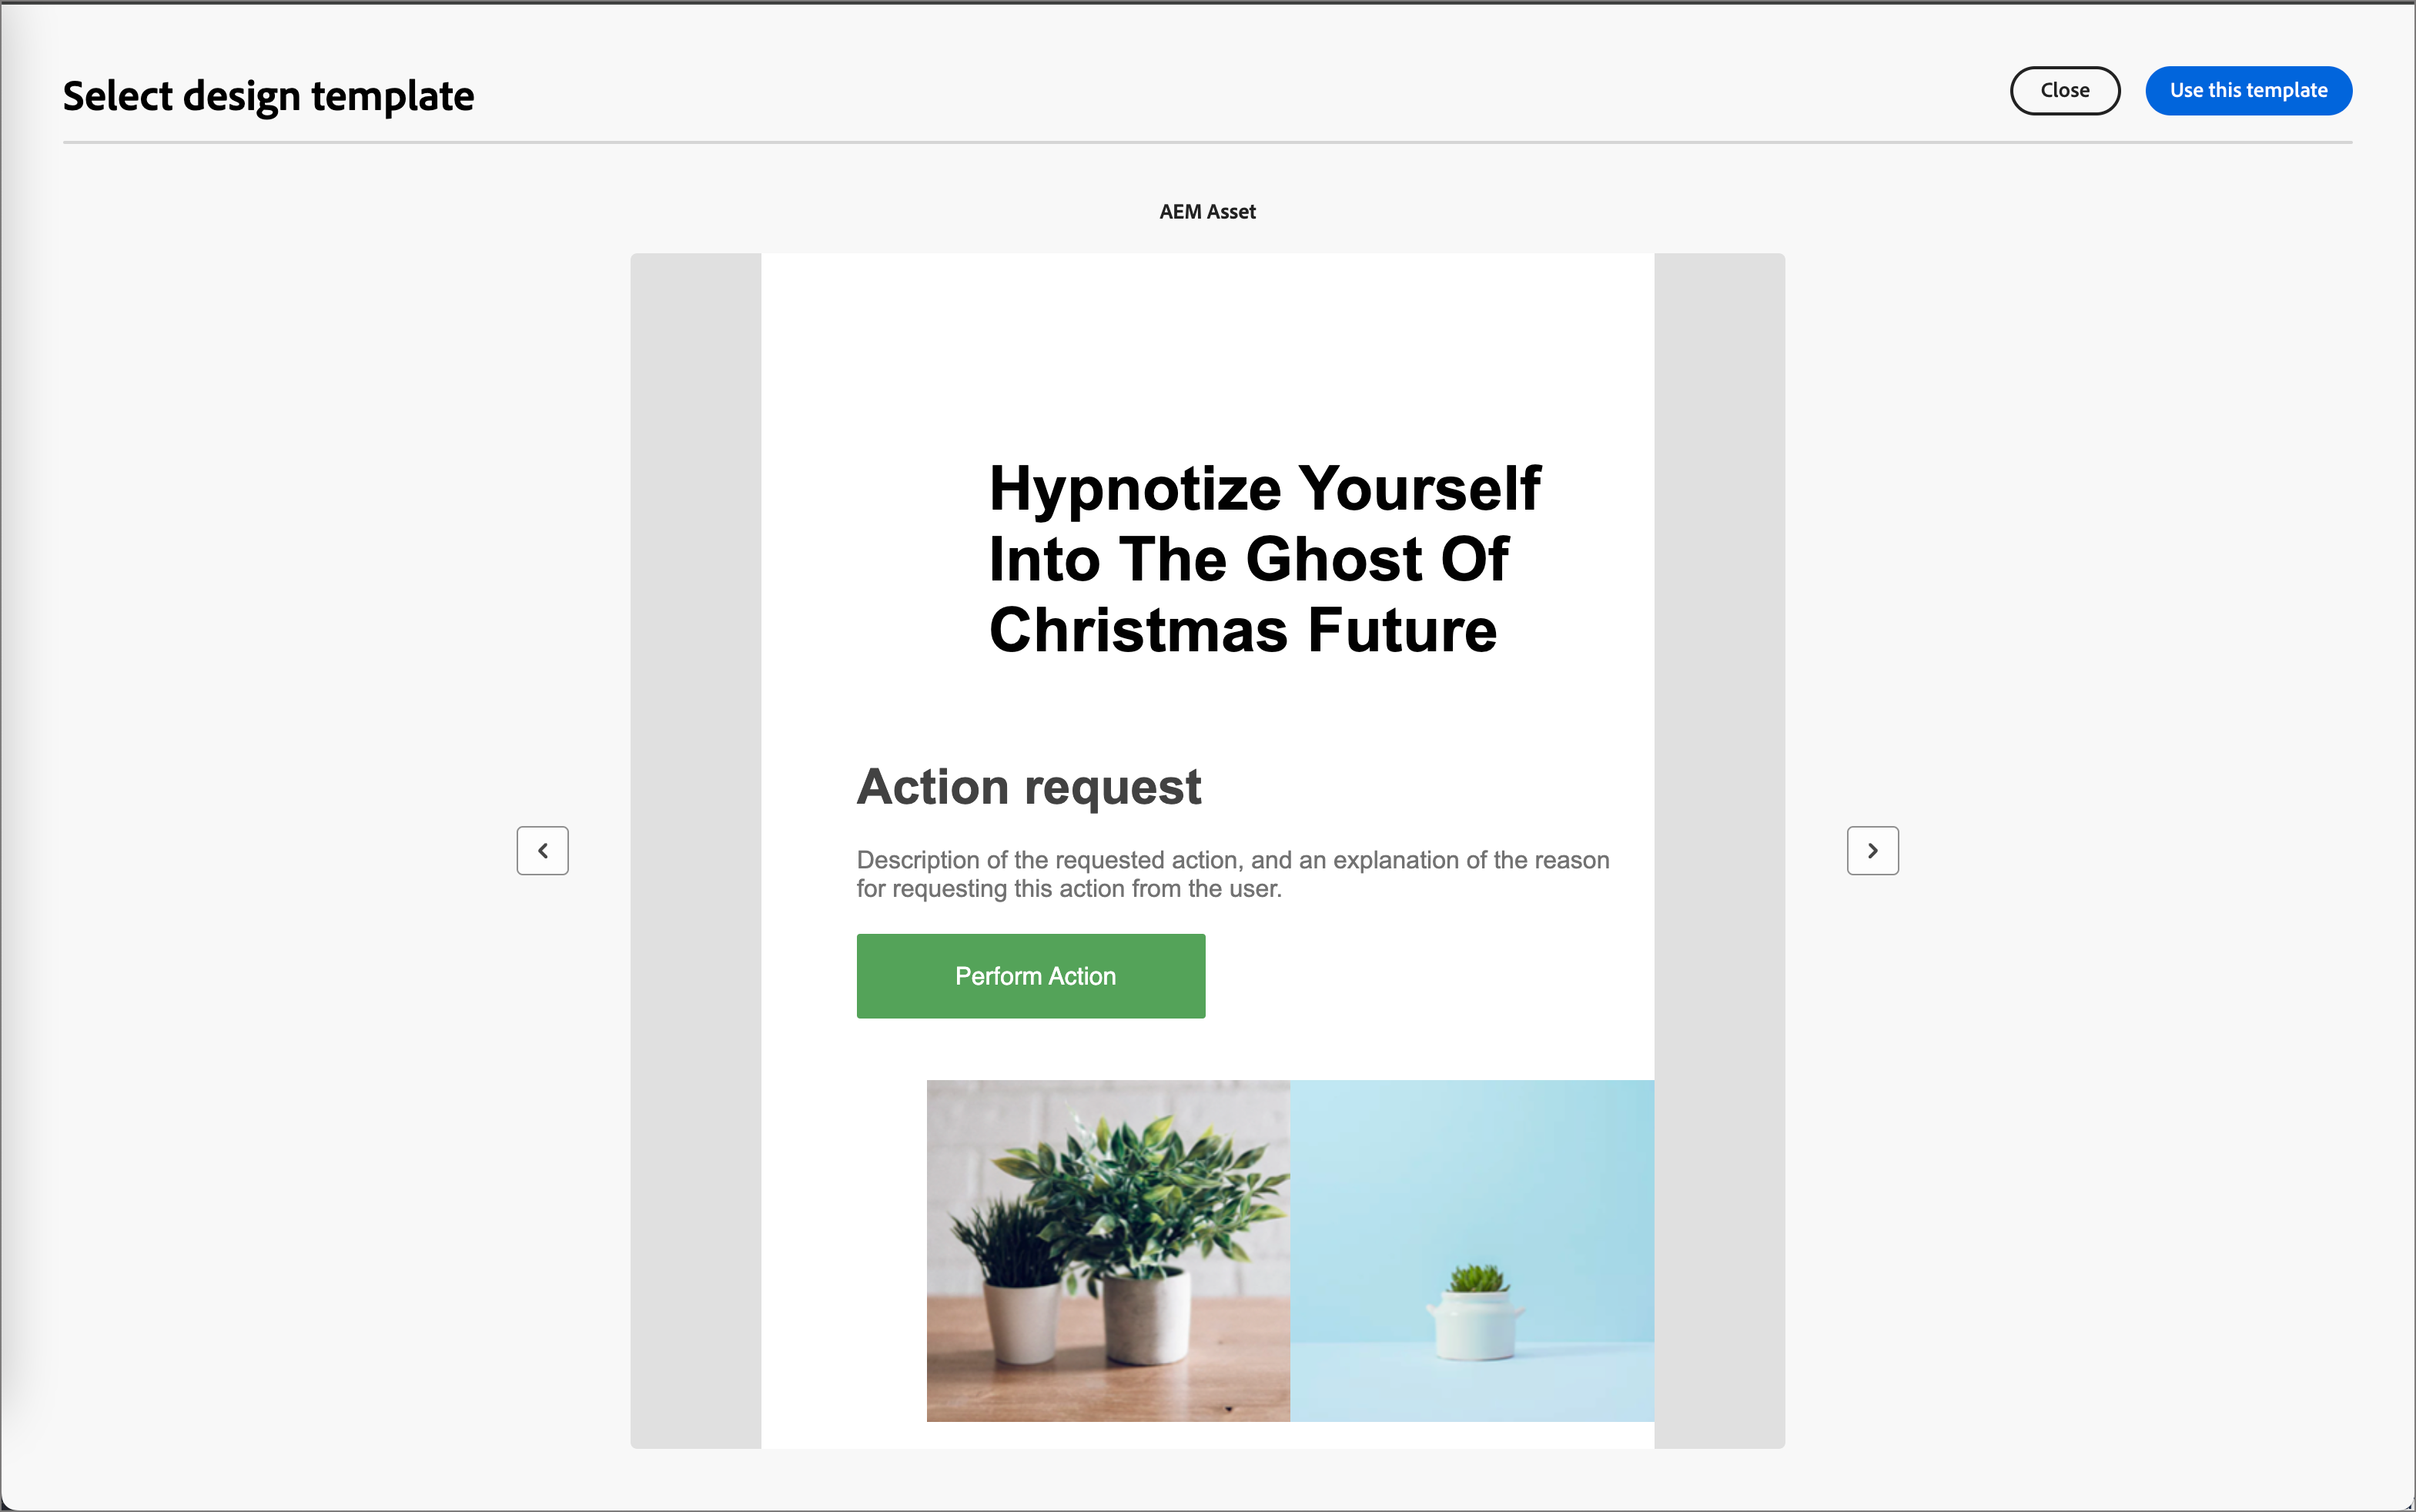 Select design template
Close
Use this template
AEM Asset
Hypnotize Yourself
Into The Ghost Of
Christmas Future
Action request
Description of the requested action, and an explanation of the reason
for requesting this action from the user.
Perform Action